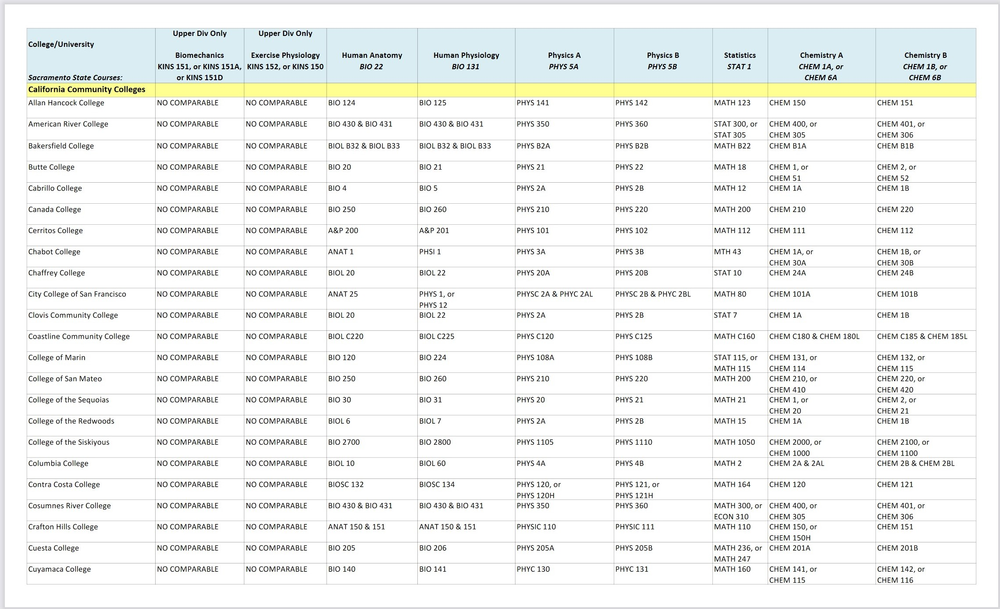 College/University
Sacramento State Courses:
Upper Div Only
Biomechanics
KINS 151, or KINS 151A,
or KINS 151D
Upper Div Only
Exercise Physiology
KINS 152, or KINS 150
Human Anatomy
BIO 22
Human Physiology
BIO 131
Physics A
PHYS 5A
Physics B
PHYS 5B
Statistics
STAT 1
Chemistry A
CHEM 1A, or
CHEM 6A
Chemistry B
CHEM 1B, or
CHEM 6B
California Community Colleges
Allan Hancock College NO COMPARABLE NO COMPARABLE BIO 124 BIO 125 PHYS 141 PHYS 142 MATH 123 CHEM 150 CHEM 151
American River College NO COMPARABLE NO COMPARABLE BIO 430 & BIO 431 BIO 430 & BIO 431 PHYS 350 PHYS 360 STAT 300, or CHEM 400, or CHEM 401, or
STAT 305 CHEM 305 CHEM 306
Bakersfield College NO COMPARABLE NO COMPARABLE BIOL B32 & BIOL B33 BIOL B32 & BIOL B33 PHYS B2A PHYS B2B MATH B22 CHEM B1A CHEM B1B
Butte College NO COMPARABLE NO COMPARABLE BIO 20 BIO 21 PHYS 21 PHYS 22 MATH 18 CHEM 1, or CHEM 2, or
CHEM 51 CHEM 52
Cabrillo College NO COMPARABLE NO COMPARABLE BIO 4 BIO 5 PHYS 2A PHYS 2B MATH 12 CHEM 1A CHEM 1B
Canada College NO COMPARABLE NO COMPARABLE BIO 250 BIO 260 PHYS 210 PHYS 220 MATH 200 CHEM 210 CHEM 220
Cerritos College NO COMPARABLE NO COMPARABLE A&P 200 A&P 201 PHYS 101 PHYS 102 MATH 112 CHEM 111 CHEM 112
Chabot College NO COMPARABLE NO COMPARABLE ANAT 1 PHSI 1 PHYS 3A PHYS 3B MTH 43 CHEM 1A, or CHEM 1B, or
CHEM 30A CHEM 30B
Chaffrey College NO COMPARABLE NO COMPARABLE BIOL 20 BIOL 22 PHYS 20A PHYS 20B STAT 10 CHEM 24A CHEM 24B
City College of San Francisco NO COMPARABLE NO COMPARABLE ANAT 25 PHYS 1, or PHYSC 2A & PHYC 2AL PHYSC 2B & PHYC 2BL MATH 80 CHEM 101A CHEM 101B
PHYS 12
Clovis Community College NO COMPARABLE NO COMPARABLE BIOL 20 BIOL 22 PHYS 2A PHYS 2B STAT 7 CHEM 1A CHEM 1B
Coastline Community College NO COMPARABLE NO COMPARABLE BIOL C220 BIOL C225 PHYS C120 PHYS C125 MATH C160 CHEM C180 & CHEM 180L CHEM C185 & CHEM 185L
College of Marin NO COMPARABLE NO COMPARABLE BIO 120 BIO 224 PHYS 108A PHYS 108B STAT 115, or CHEM 131, or CHEM 132, or
MATH 115 CHEM 114 CHEM 115
College of San Mateo NO COMPARABLE NO COMPARABLE BIO 250 BIO 260 PHYS 210 PHYS 220 MATH 200 CHEM 210, or CHEM 220, or
CHEM 410 CHEM 420
College of the Sequoias NO COMPARABLE NO COMPARABLE BIO 30 BIO 31 PHYS 20 PHYS 21 MATH 21 CHEM 1, or CHEM 2, or
CHEM 20 CHEM 21
College of the Redwoods NO COMPARABLE NO COMPARABLE BIOL 6 BIOL 7 PHYS 2A PHYS 2B MATH 15 CHEM 1A CHEM 1B
College of the Siskiyous NO COMPARABLE NO COMPARABLE BIO 2700 BIO 2800 PHYS 1105 PHYS 1110 MATH 1050 CHEM 2000, or CHEM 2100, or
CHEM 1000 CHEM 1100
Columbia College NO COMPARABLE NO COMPARABLE BIOL 10 BIOL 60 PHYS 4A PHYS 4B MATH 2 CHEM 2A & 2AL CHEM 2B & CHEM 2BL
Contra Costa College NO COMPARABLE NO COMPARABLE BIOSC 132 BIOSC 134 PHYS 120, or PHYS 121, or MATH 164 CHEM 120 CHEM 121
PHYS 120H PHYS 121H
Cosumnes River College NO COMPARABLE NO COMPARABLE BIO 430 & BIO 431 BIO 430 & BIO 431 PHYS 350 PHYS 360 MATH 300, or CHEM 400, or CHEM 401, or
ECON 310 CHEM 305 CHEM 306
Crafton Hills College NO COMPARABLE NO COMPARABLE ANAT 150 & 151 ANAT 150 & 151 PHYSIC 110 PHYSIC 111 MATH 110 CHEM 150, or CHEM 151
CHEM 150H
Cuesta College NO COMPARABLE NO COMPARABLE BIO 205 BIO 206 PHYS 205A PHYS 205B MATH 236, or CHEM 201A CHEM 201B
MATH 247
Cuyamaca College NO COMPARABLE NO COMPARABLE BIO 140 BIO 141 PHYC 130 PHYC 131 MATH 160 CHEM 141, or CHEM 142, or
CHEM 115 CHEM 116